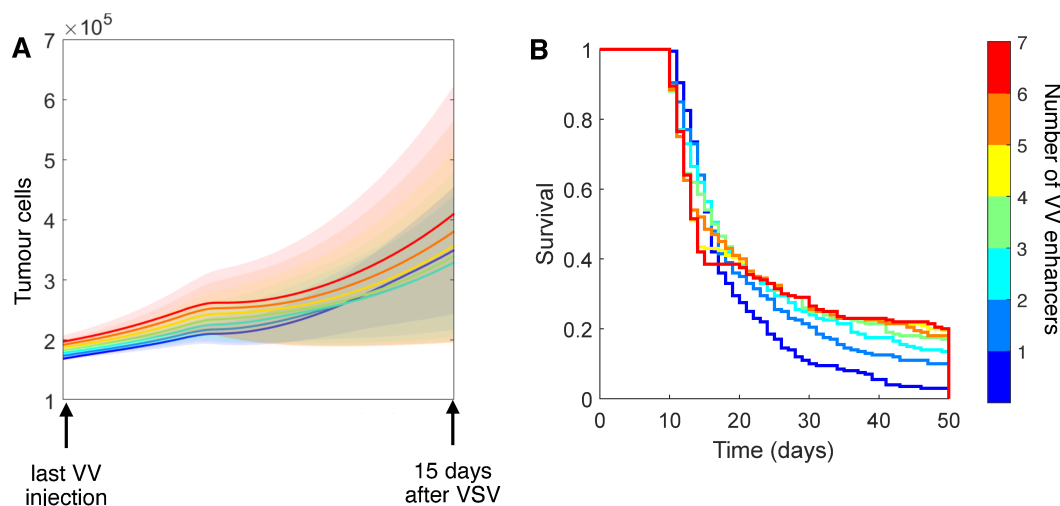 A
×10⁵
7
6
5
4
3
2
1
Tumour cells
last VV
injection
15 days
after VSV
B
1
0.8
0.6
0.4
0.2
0
Survival
0
10
20
30
40
50
Time (days)
7
6
5
4
3
2
1
Number of VV enhancers